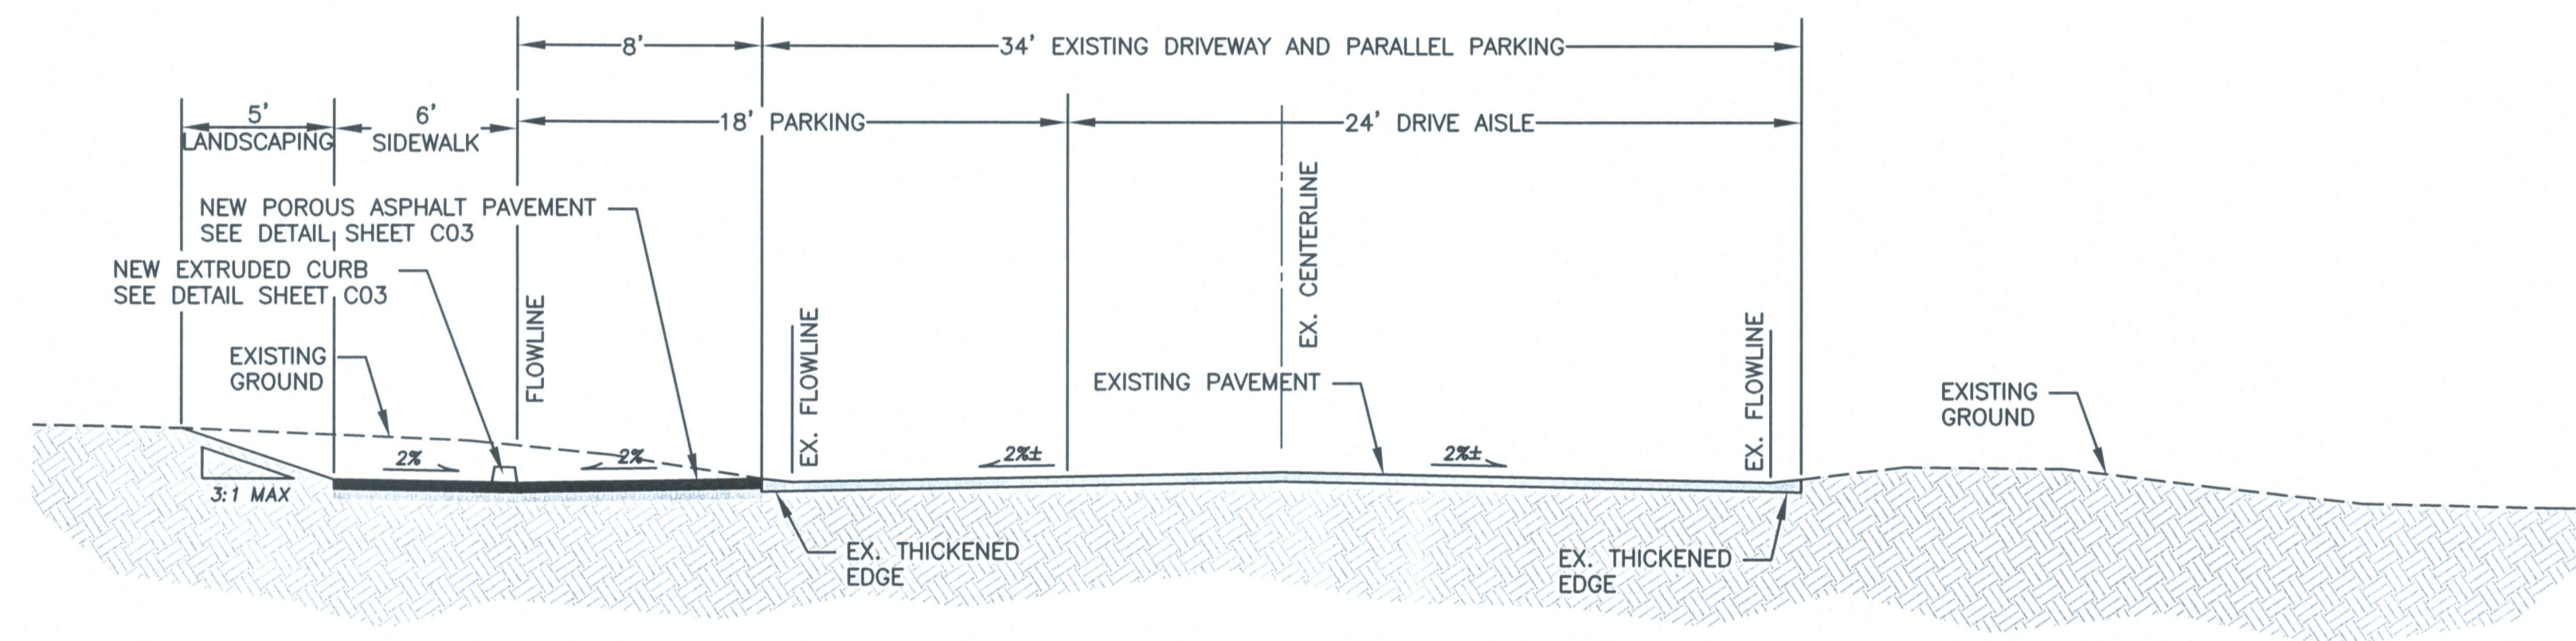 8'
34' EXISTING DRIVEWAY AND PARALLEL PARKING
5'
LANDSCAPING
6'
SIDEWALK
18' PARKING
24' DRIVE AISLE
NEW POROUS ASPHALT PAVEMENT
SEE DETAIL SHEET C03
NEW EXTRUDED CURB
SEE DETAIL SHEET C03
EXISTING
GROUND
FLOWLINE
EX. FLOWLINE
EX. CENTERLINE
EXISTING PAVEMENT
EX. FLOWLINE
EXISTING
GROUND
3:1 MAX
2%
2%
2%±
2%±
EX. THICKENED
EDGE
EX. THICKENED
EDGE